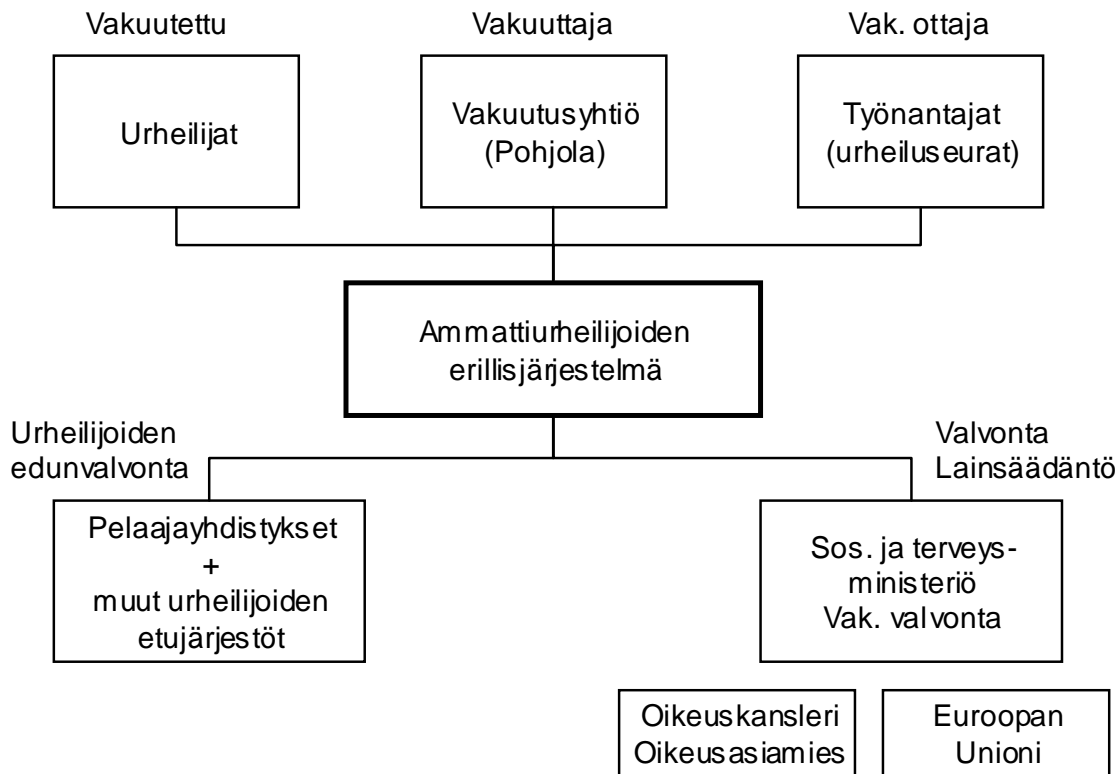 Vakuutettu
Vakuuttaja
Vak. ottaja
Urheilijat
Vakuutusyhtiö
(Pohjola)
Työnantajat
(urheiluseurat)
Ammattiurheilijoiden
erillisjärjestelmä
Urheilijoiden
edunvalvonta
Valvonta
Lainsäädäntö
Pelaajayhdistykset
+
muut urheilijoiden
etujärjestöt
Sos. ja terveys-
ministeriö
Vak. valvonta
Oikeuskansleri
Oikeusasiamies
Euroopan
Unioni